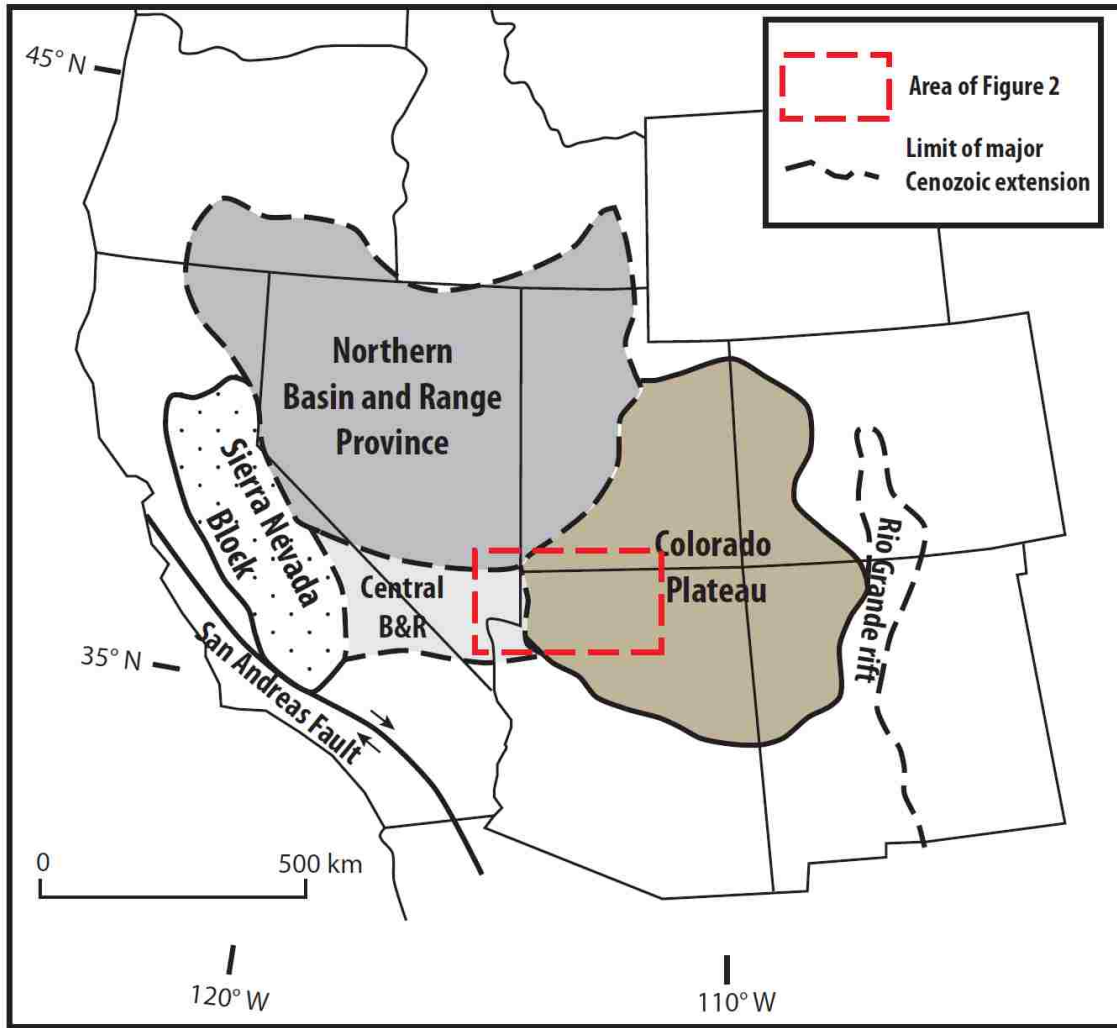 45° N
Area of Figure 2
Limit of major
Cenozoic extension
Northern
Basin and Range
Province
Sierra Nevada
Block
Central
B&R
Colorado
Plateau
Rio Grande rift
35° N
San Andreas Fault
0
500 km
120° W
110° W